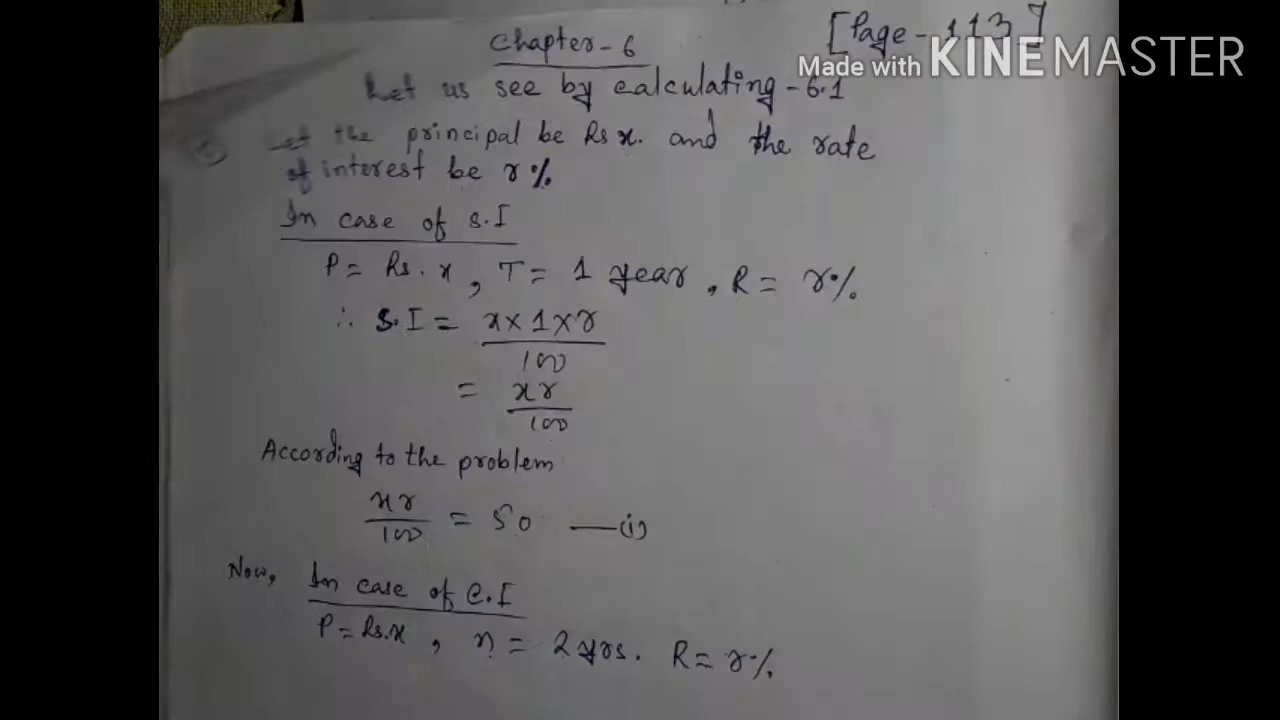 [Page-113]
Made with KINEMASTER
Chapter-6
Let us see by calculating-6.1
Let the principal be Rs x. and the rate
of interest be r%
In case of S.I
P = Rs. x, T = 1 year, R = r%
∴ S.I = x×1×r/100
= xr/100
According to the problem
xr/100 = 50 —(i)
Now, In case of C.I
P = Rs.x, n = 2 yrs. R = r%